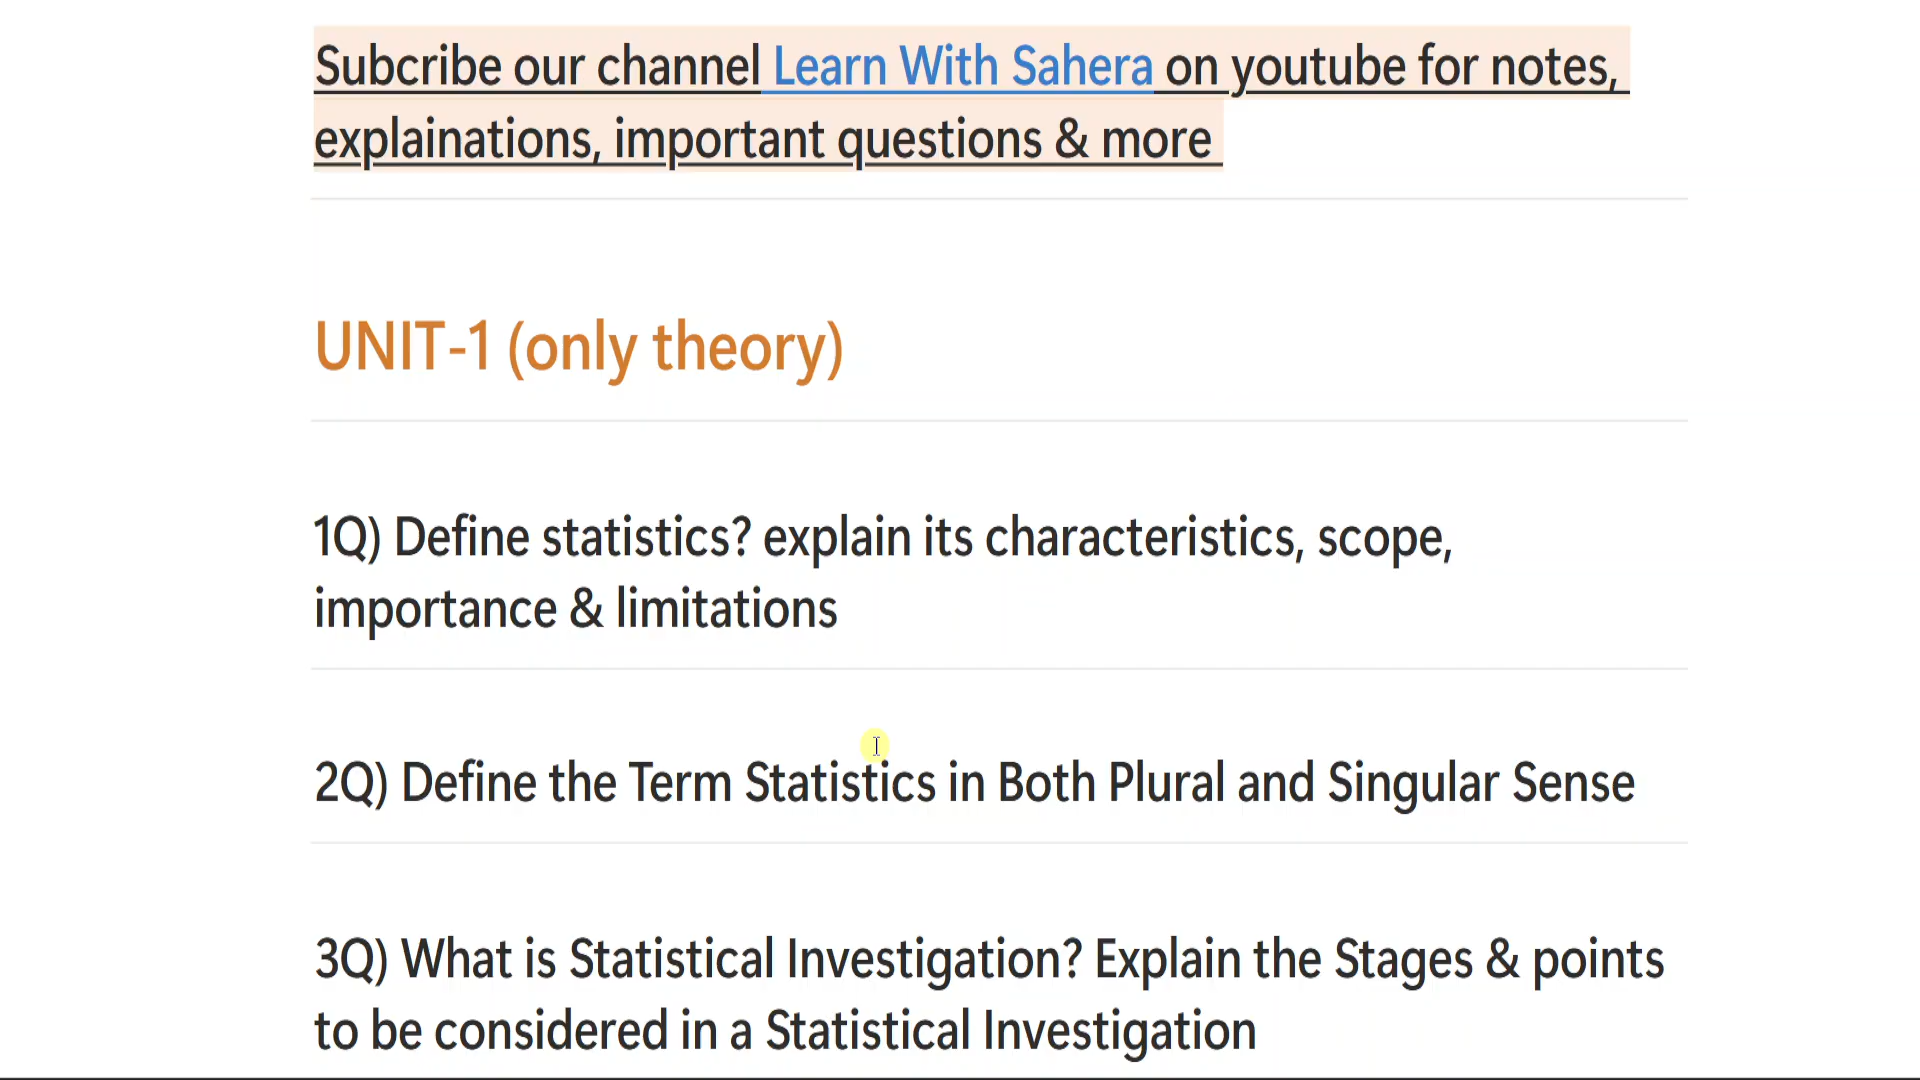 Subcribe our channel Learn With Sahera on youtube for notes,
explainations, important questions & more
UNIT-1 (only theory)
1Q) Define statistics? explain its characteristics, scope,
importance & limitations
2Q) Define the Term Statistics in Both Plural and Singular Sense
3Q) What is Statistical Investigation? Explain the Stages & points
to be considered in a Statistical Investigation